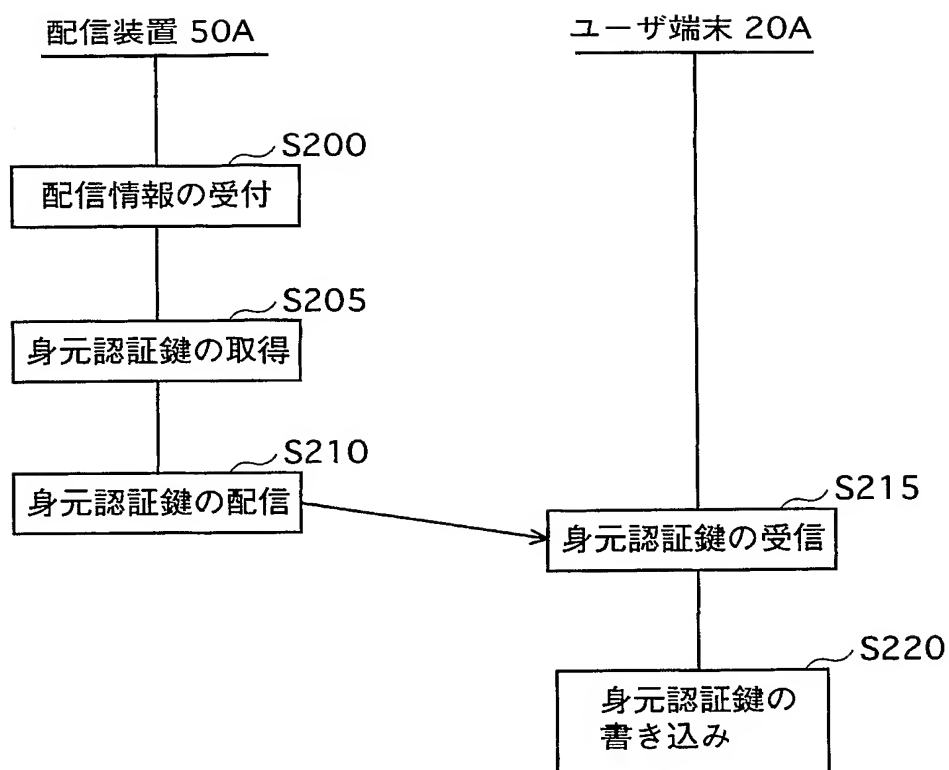 配信装置 50A
ユーザ端末 20A
S200
配信情報の受付
S205
身元認証鍵の取得
S210
身元認証鍵の配信
S215
身元認証鍵の受信
S220
身元認証鍵の
書き込み